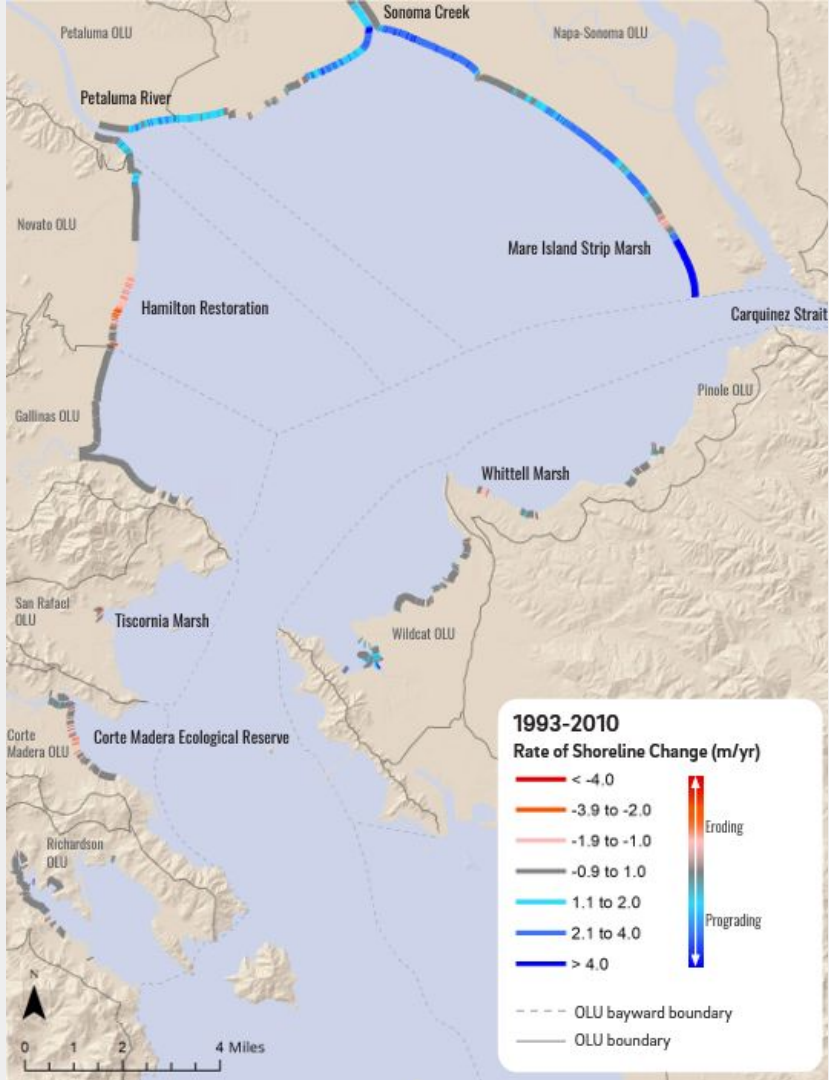 Sonoma Creek
Petaluma OLU
Napa-Sonoma OLU
Petaluma River
Novato OLU
Mare Island Strip Marsh
Hamilton Restoration
Carquinez Strait
Pinole OLU
Gallinas OLU
Whittell Marsh
San Rafael
OLU
Tiscornia Marsh
Wildcat OLU
Corte
Madera OLU
Corte Madera Ecological Reserve
Richardson
OLU
1993-2010
Rate of Shoreline Change (m/yr)
< -4.0
-3.9 to -2.0
-1.9 to -1.0
-0.9 to 1.0
1.1 to 2.0
2.1 to 4.0
> 4.0
Eroding
Prograding
OLU bayward boundary
OLU boundary
N
0 1 2 4 Miles